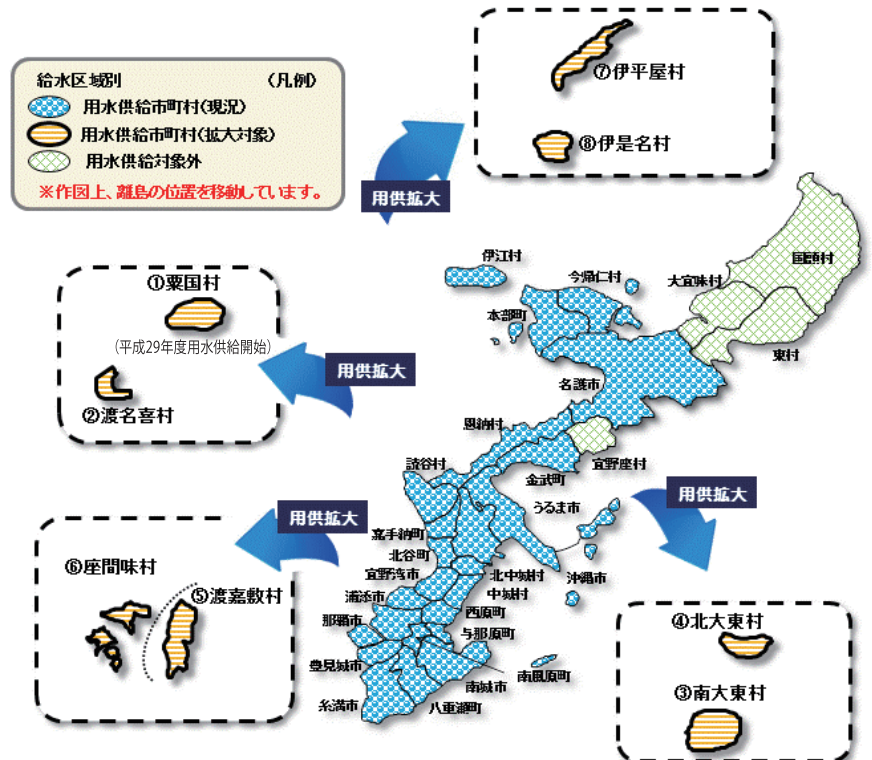 給水区域別 (凡例)
用水供給市町村(現況)
用水供給市町村(拡大対象)
用水供給対象外
※作図上、離島の位置を移動しています。
⑦伊平屋村
⑧伊是名村
用供拡大
①粟国村
(平成29年度用水供給開始)
②渡名喜村
用供拡大
伊江村
今帰仁村
本部町
大宜味村
国頭村
東村
名護市
恩納村
宜野座村
金武町
読谷村
うるま市
用供拡大
嘉手納町
北谷町
宜野湾市
北中城村
沖縄市
中城村
浦添市
西原町
那覇市
与那原町
豊見城市
南風原町
南城市
糸満市
八重瀬町
用供拡大
⑥座間味村
⑤渡嘉敷村
④北大東村
③南大東村